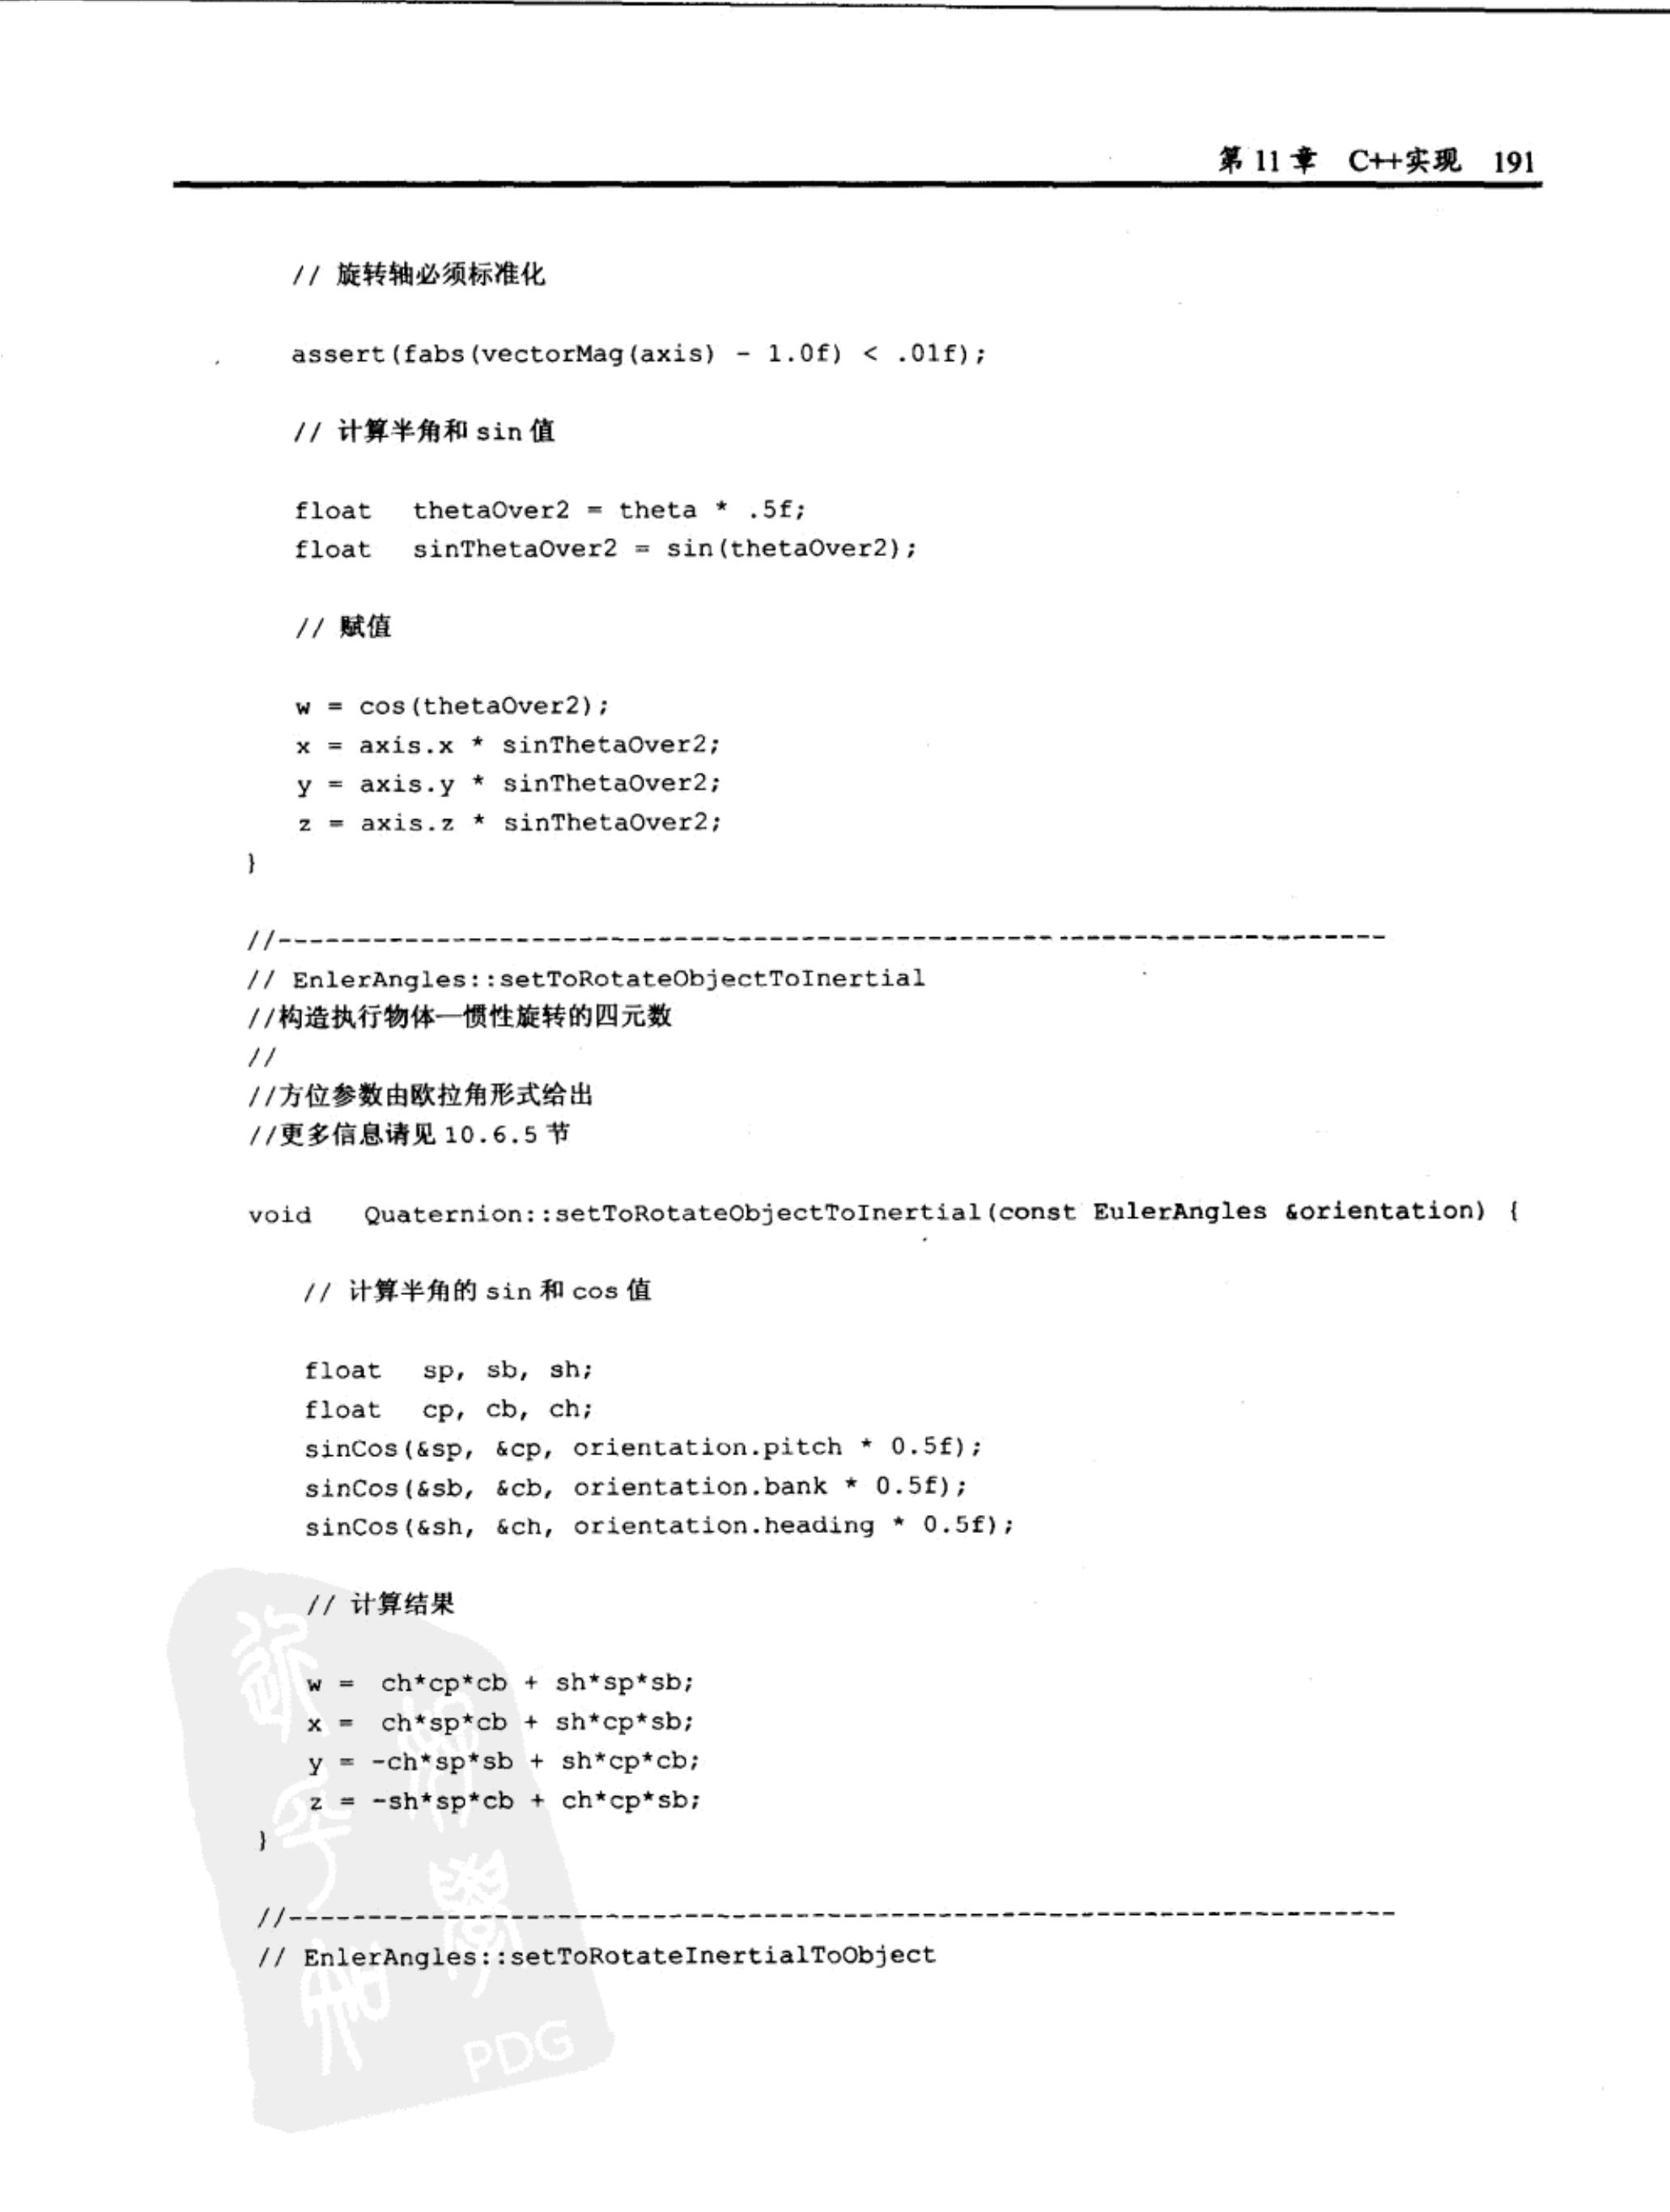 第 11 章 C++实现 191
// 旋转轴必须标准化
assert(fabs(vectorMag(axis) - 1.0f) < .01f);
// 计算半角和 sin 值
float thetaOver2 = theta * .5f;
float sinThetaOver2 = sin(thetaOver2);
// 赋值
w = cos(thetaOver2);
x = axis.x * sinThetaOver2;
y = axis.y * sinThetaOver2;
z = axis.z * sinThetaOver2;
}
//---------------------------------------------------------------------
// EnlerAngles::setToRotateObjectToInertial
//构造执行物体—惯性旋转的四元数
//
//方位参数由欧拉角形式给出
//更多信息请见 10.6.5 节
void Quaternion::setToRotateObjectToInertial(const EulerAngles &orientation) {
// 计算半角的 sin 和 cos 值
float sp, sb, sh;
float cp, cb, ch;
sinCos(&sp, &cp, orientation.pitch * 0.5f);
sinCos(&sb, &cb, orientation.bank * 0.5f);
sinCos(&sh, &ch, orientation.heading * 0.5f);
// 计算结果
w = ch*cp*cb + sh*sp*sb;
x = ch*sp*cb + sh*cp*sb;
y = -ch*sp*sb + sh*cp*cb;
z = -sh*sp*cb + ch*cp*sb;
}
//---------------------------------------------------------------------
// EnlerAngles::setToRotateInertialToObject
PDG